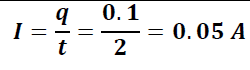 I = q/t = 0.1/2 = 0.05 A